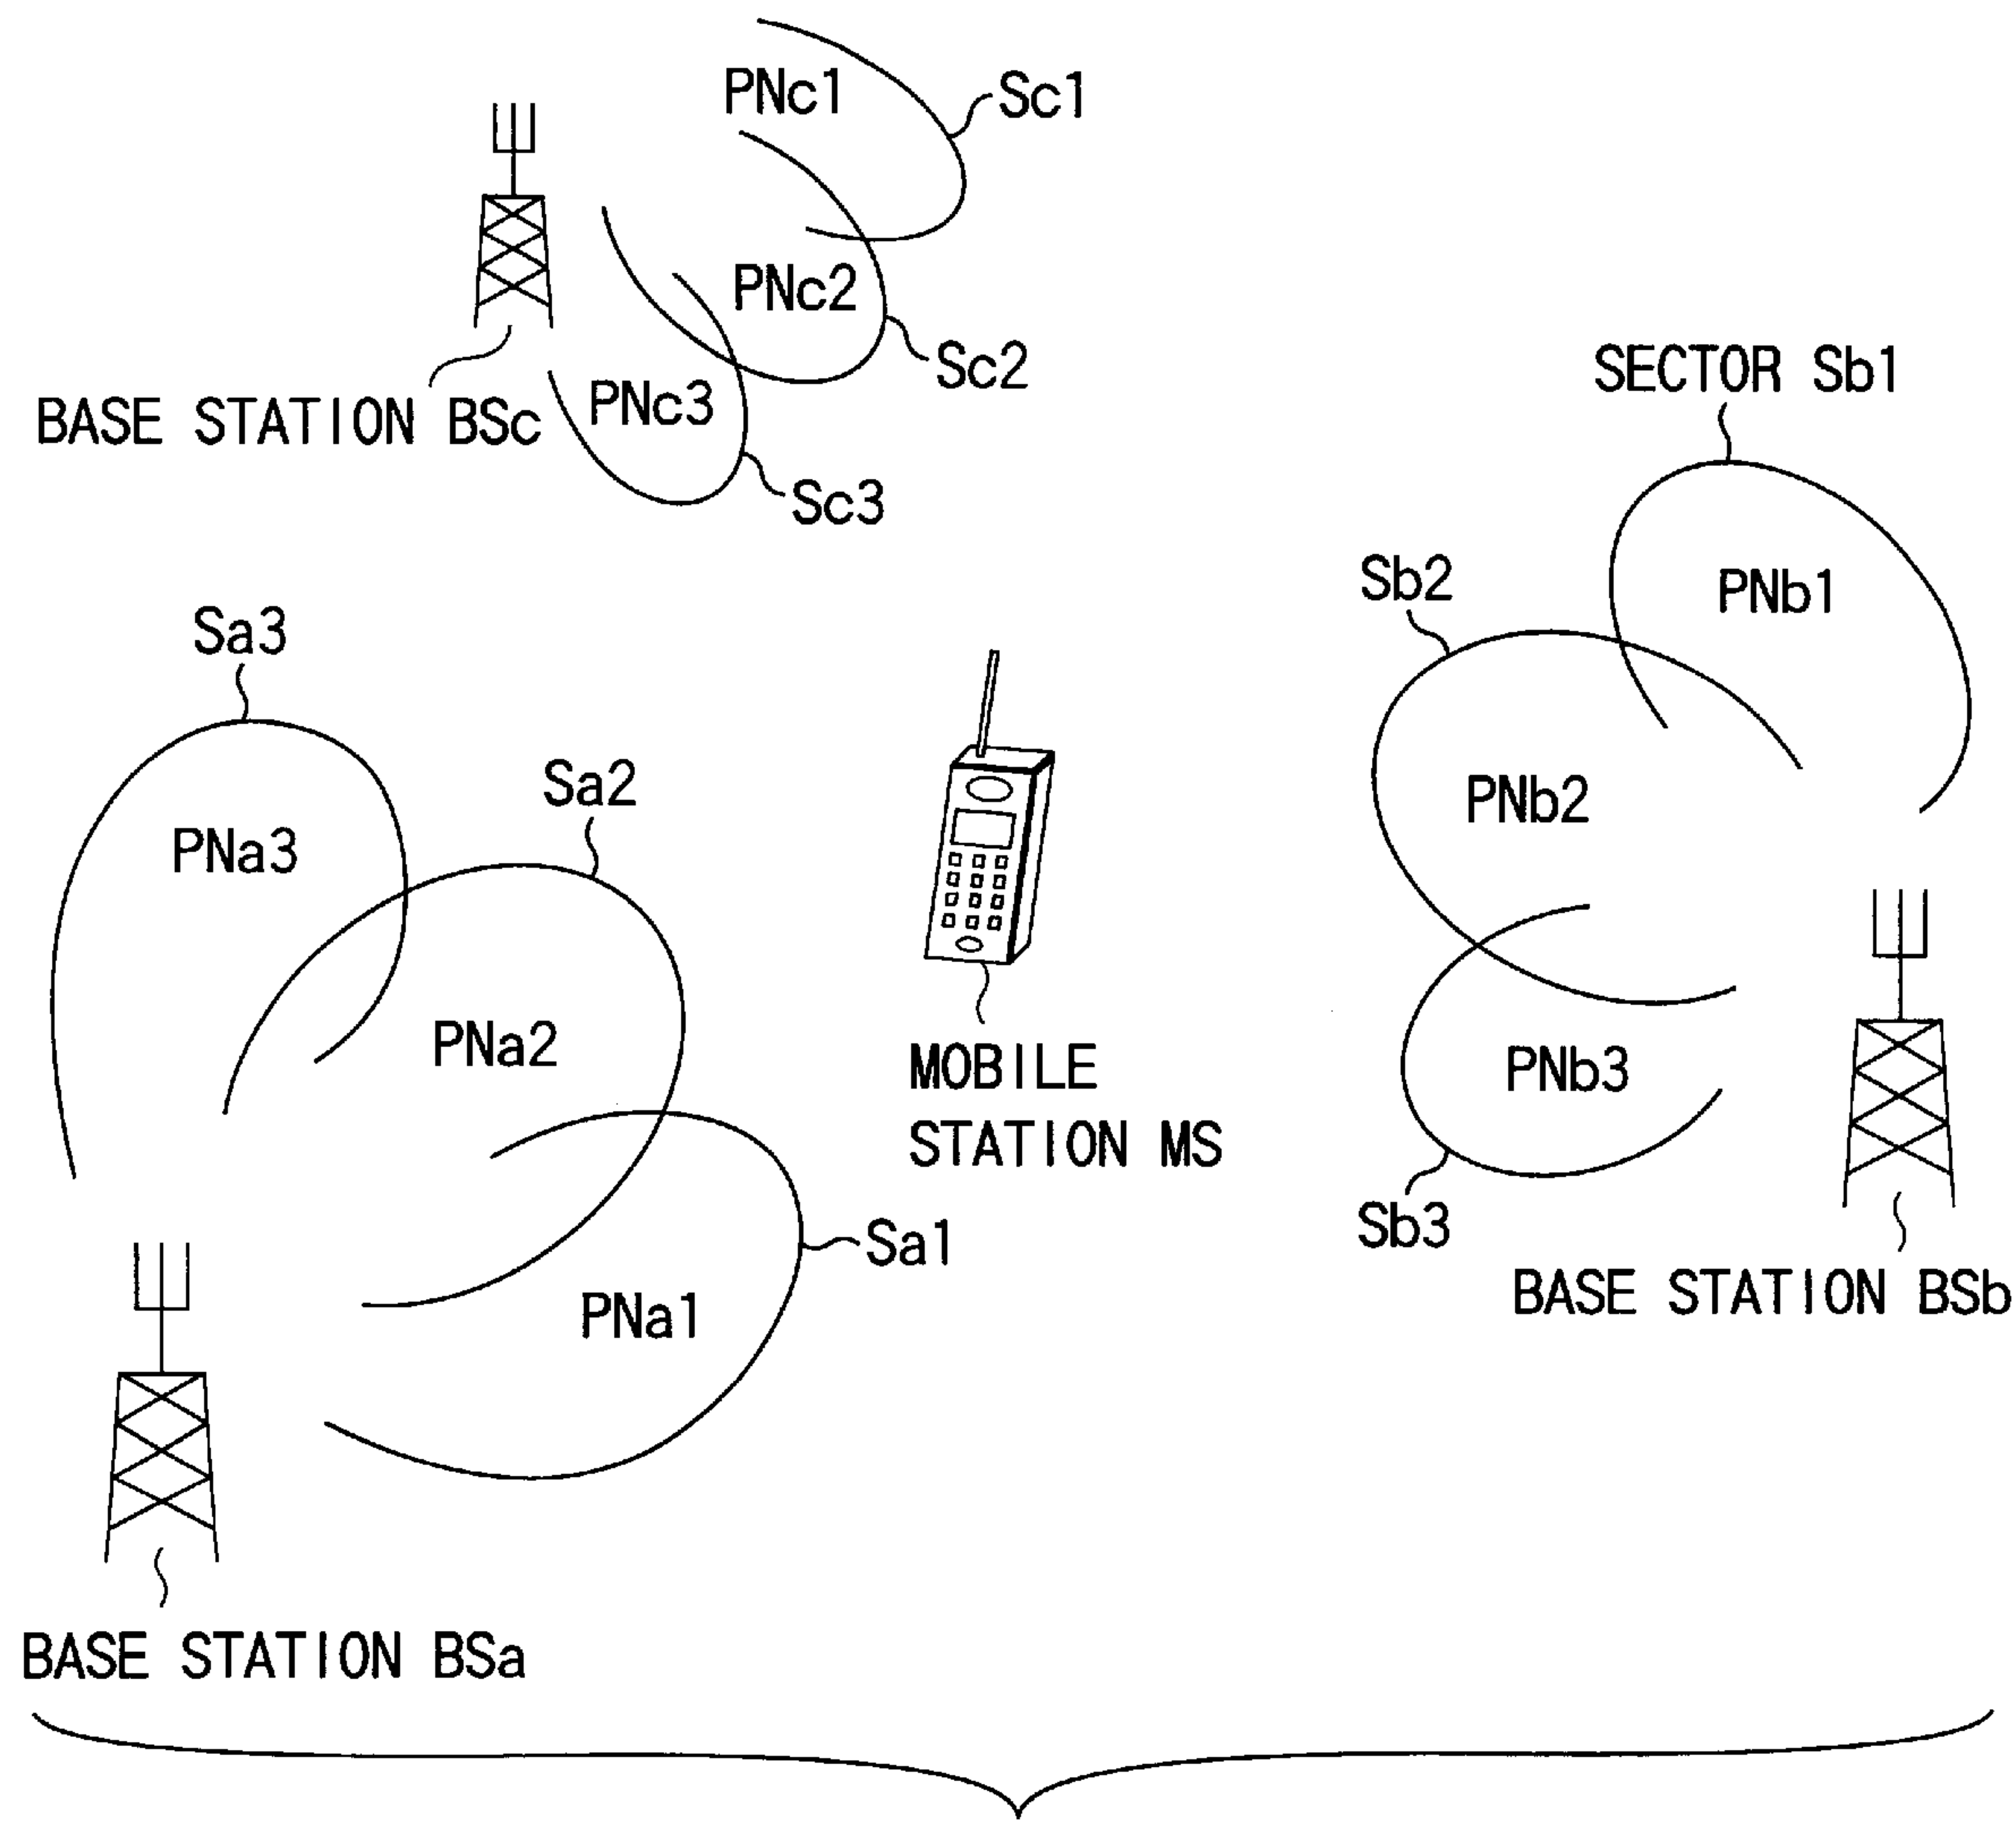 PNc1
Sc1
PNc2
Sc2
BASE STATION BSc
PNc3
Sc3
SECTOR Sb1
Sb2
PNb1
Sa3
Sa2
PNb2
PNa3
PNa2
MOBILE
STATION MS
PNb3
Sb3
Sa1
PNa1
BASE STATION BSb
BASE STATION BSa